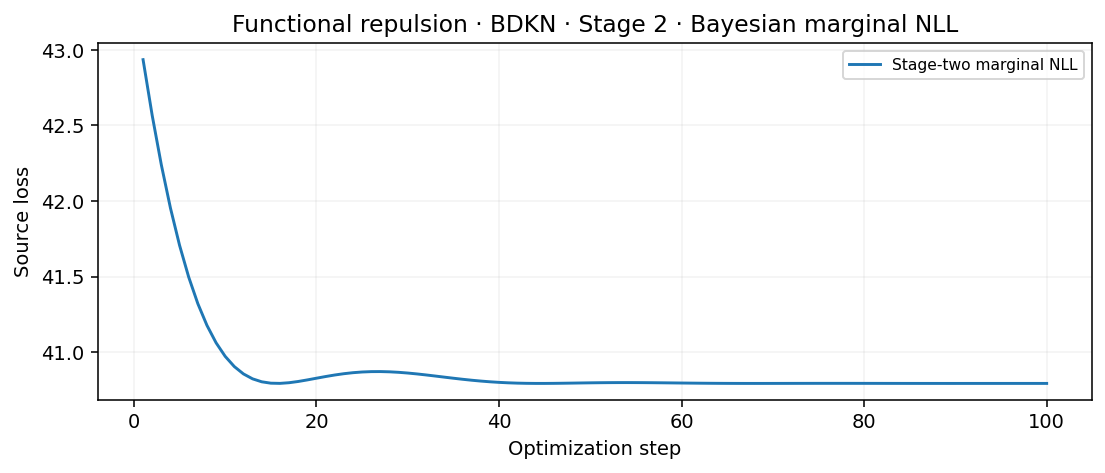 Functional repulsion · BDKN · Stage 2 · Bayesian marginal NLL
Stage-two marginal NLL
Source loss
43.0
42.5
42.0
41.5
41.0
0 20 40 60 80 100
Optimization step